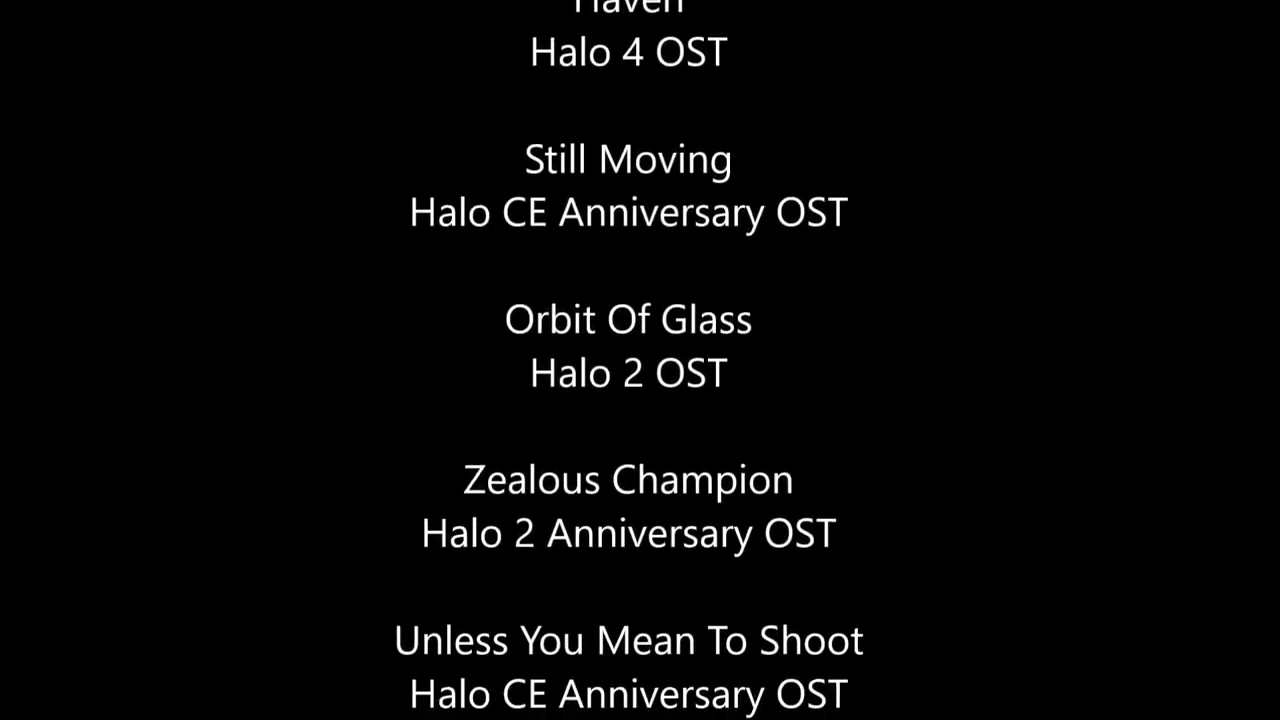 Haven
Halo 4 OST
Still Moving
Halo CE Anniversary OST
Orbit Of Glass
Halo 2 OST
Zealous Champion
Halo 2 Anniversary OST
Unless You Mean To Shoot
Halo CE Anniversary OST